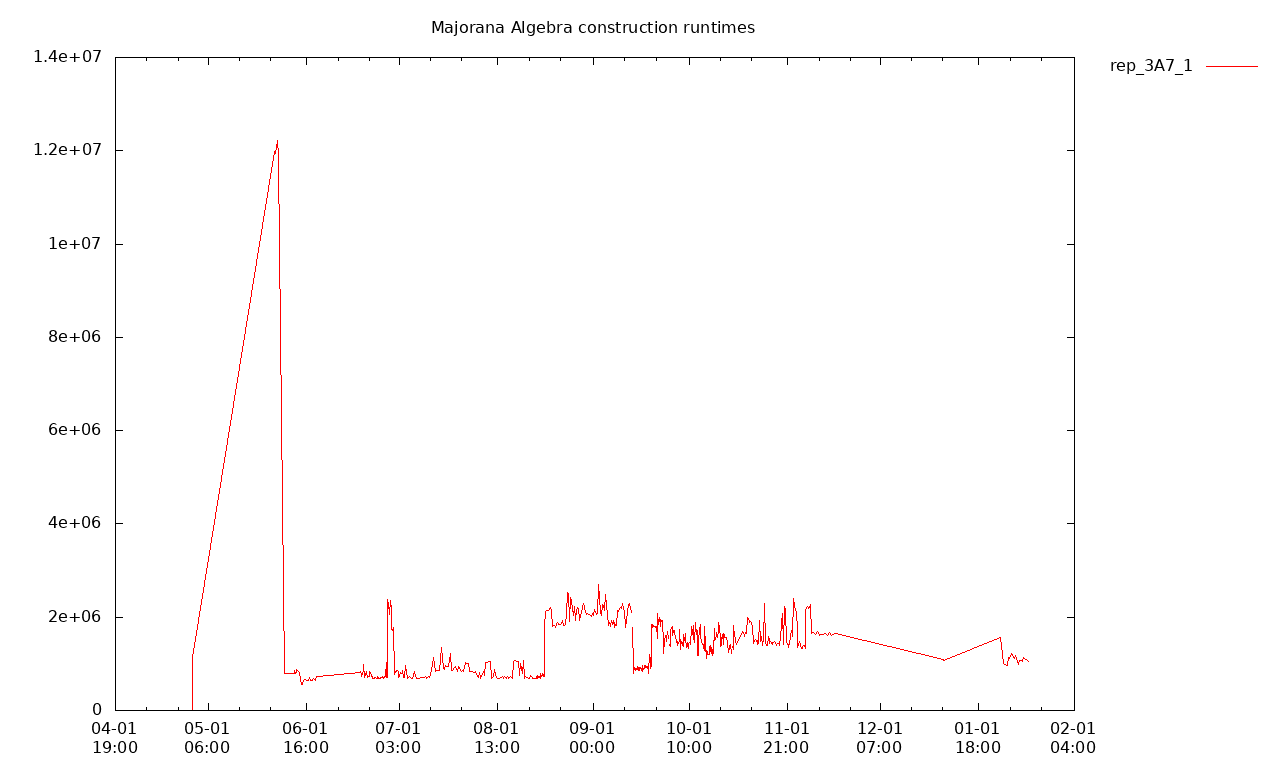 Majorana Algebra construction runtimes
rep_3A7_1
1.4e+07
1.2e+07
1e+07
8e+06
6e+06
4e+06
2e+06
0
04-01 05-01 06-01 07-01 08-01 09-01 10-01 11-01 12-01 01-01 02-01
19:00 06:00 16:00 03:00 13:00 00:00 10:00 21:00 07:00 18:00 04:00